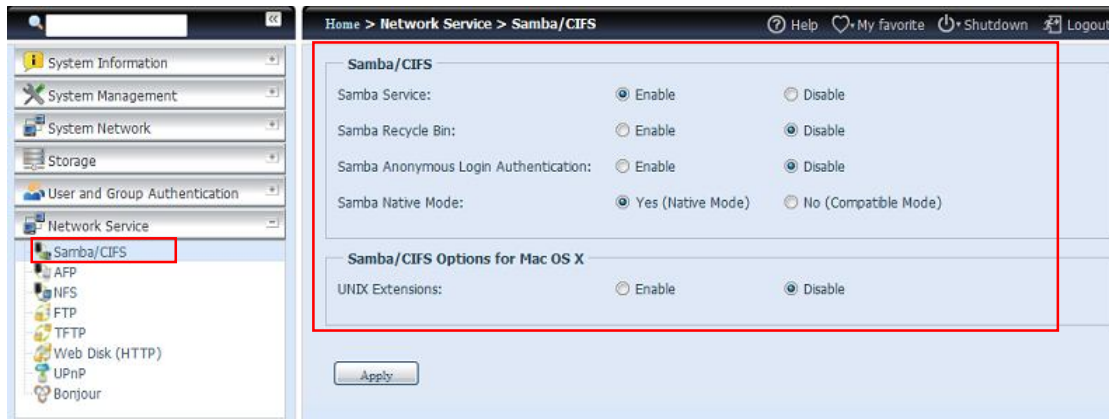 Home > Network Service > Samba/CIFS
Help My favorite Shutdown Logout
System Information
System Management
System Network
Storage
User and Group Authentication
Network Service
Samba/CIFS
AFP
NFS
FTP
TFTP
Web Disk (HTTP)
UPnP
Bonjour
Samba/CIFS
Samba Service: Enable Disable
Samba Recycle Bin: Enable Disable
Samba Anonymous Login Authentication: Enable Disable
Samba Native Mode: Yes (Native Mode) No (Compatible Mode)
Samba/CIFS Options for Mac OS X
UNIX Extensions: Enable Disable
Apply